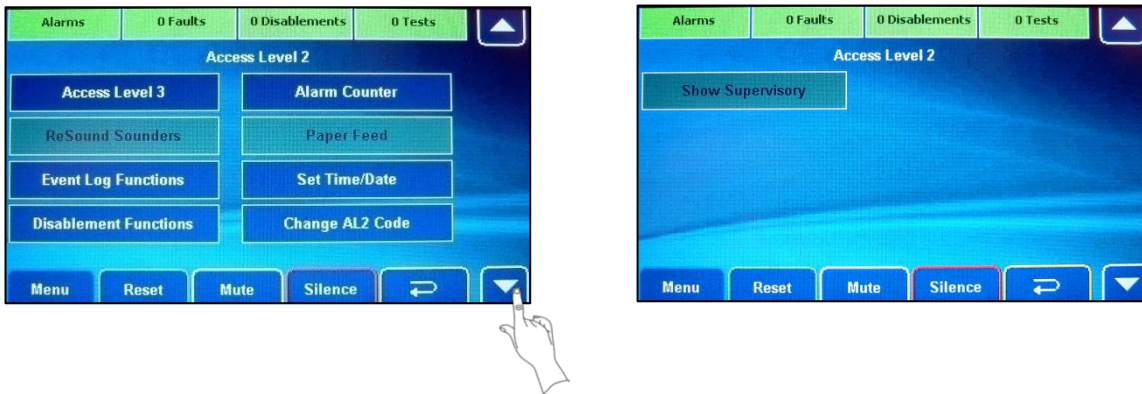 Alarms 0 Faults 0 Disablements 0 Tests
Access Level 2
Access Level 3 Alarm Counter
ReSound Sounders Paper Feed
Event Log Functions Set Time/Date
Disablement Functions Change AL2 Code
Menu Reset Mute Silence
Alarms 0 Faults 0 Disablements 0 Tests
Access Level 2
Show Supervisory
Menu Reset Mute Silence